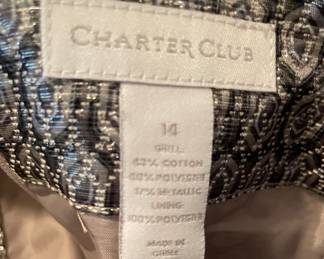 CHARTER CLUB
14
SHELL:
43% COTTON
40% POLYESTER
17% METALLIC
LINING:
100% POLYESTER
MADE IN
CHINA